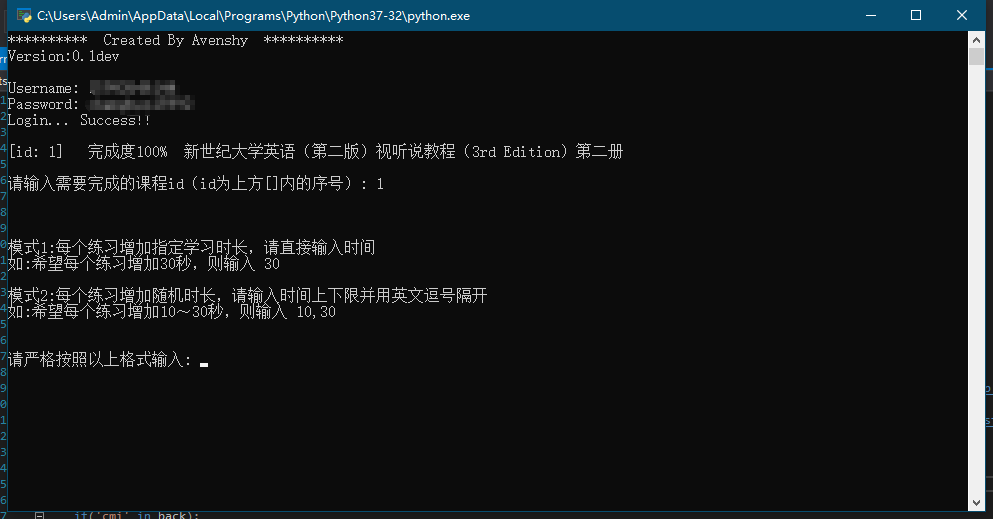 C:\Users\Admin\AppData\Local\Programs\Python\Python37-32\python.exe
********** Created By Avenshy **********
Version:0.1dev
Username:
Password:
Login... Success!!
[id: 1] 完成度100% 新世纪大学英语（第二版）视听说教程（3rd Edition）第二册
请输入需要完成的课程id（id为上方[]内的序号）: 1
模式1:每个练习增加指定学习时长，请直接输入时间
如:希望每个练习增加30秒，则输入 30
模式2:每个练习增加随机时长，请输入时间上下限并用英文逗号隔开
如:希望每个练习增加10～30秒，则输入 10,30
请严格按照以上格式输入:
if('cmi' in back):